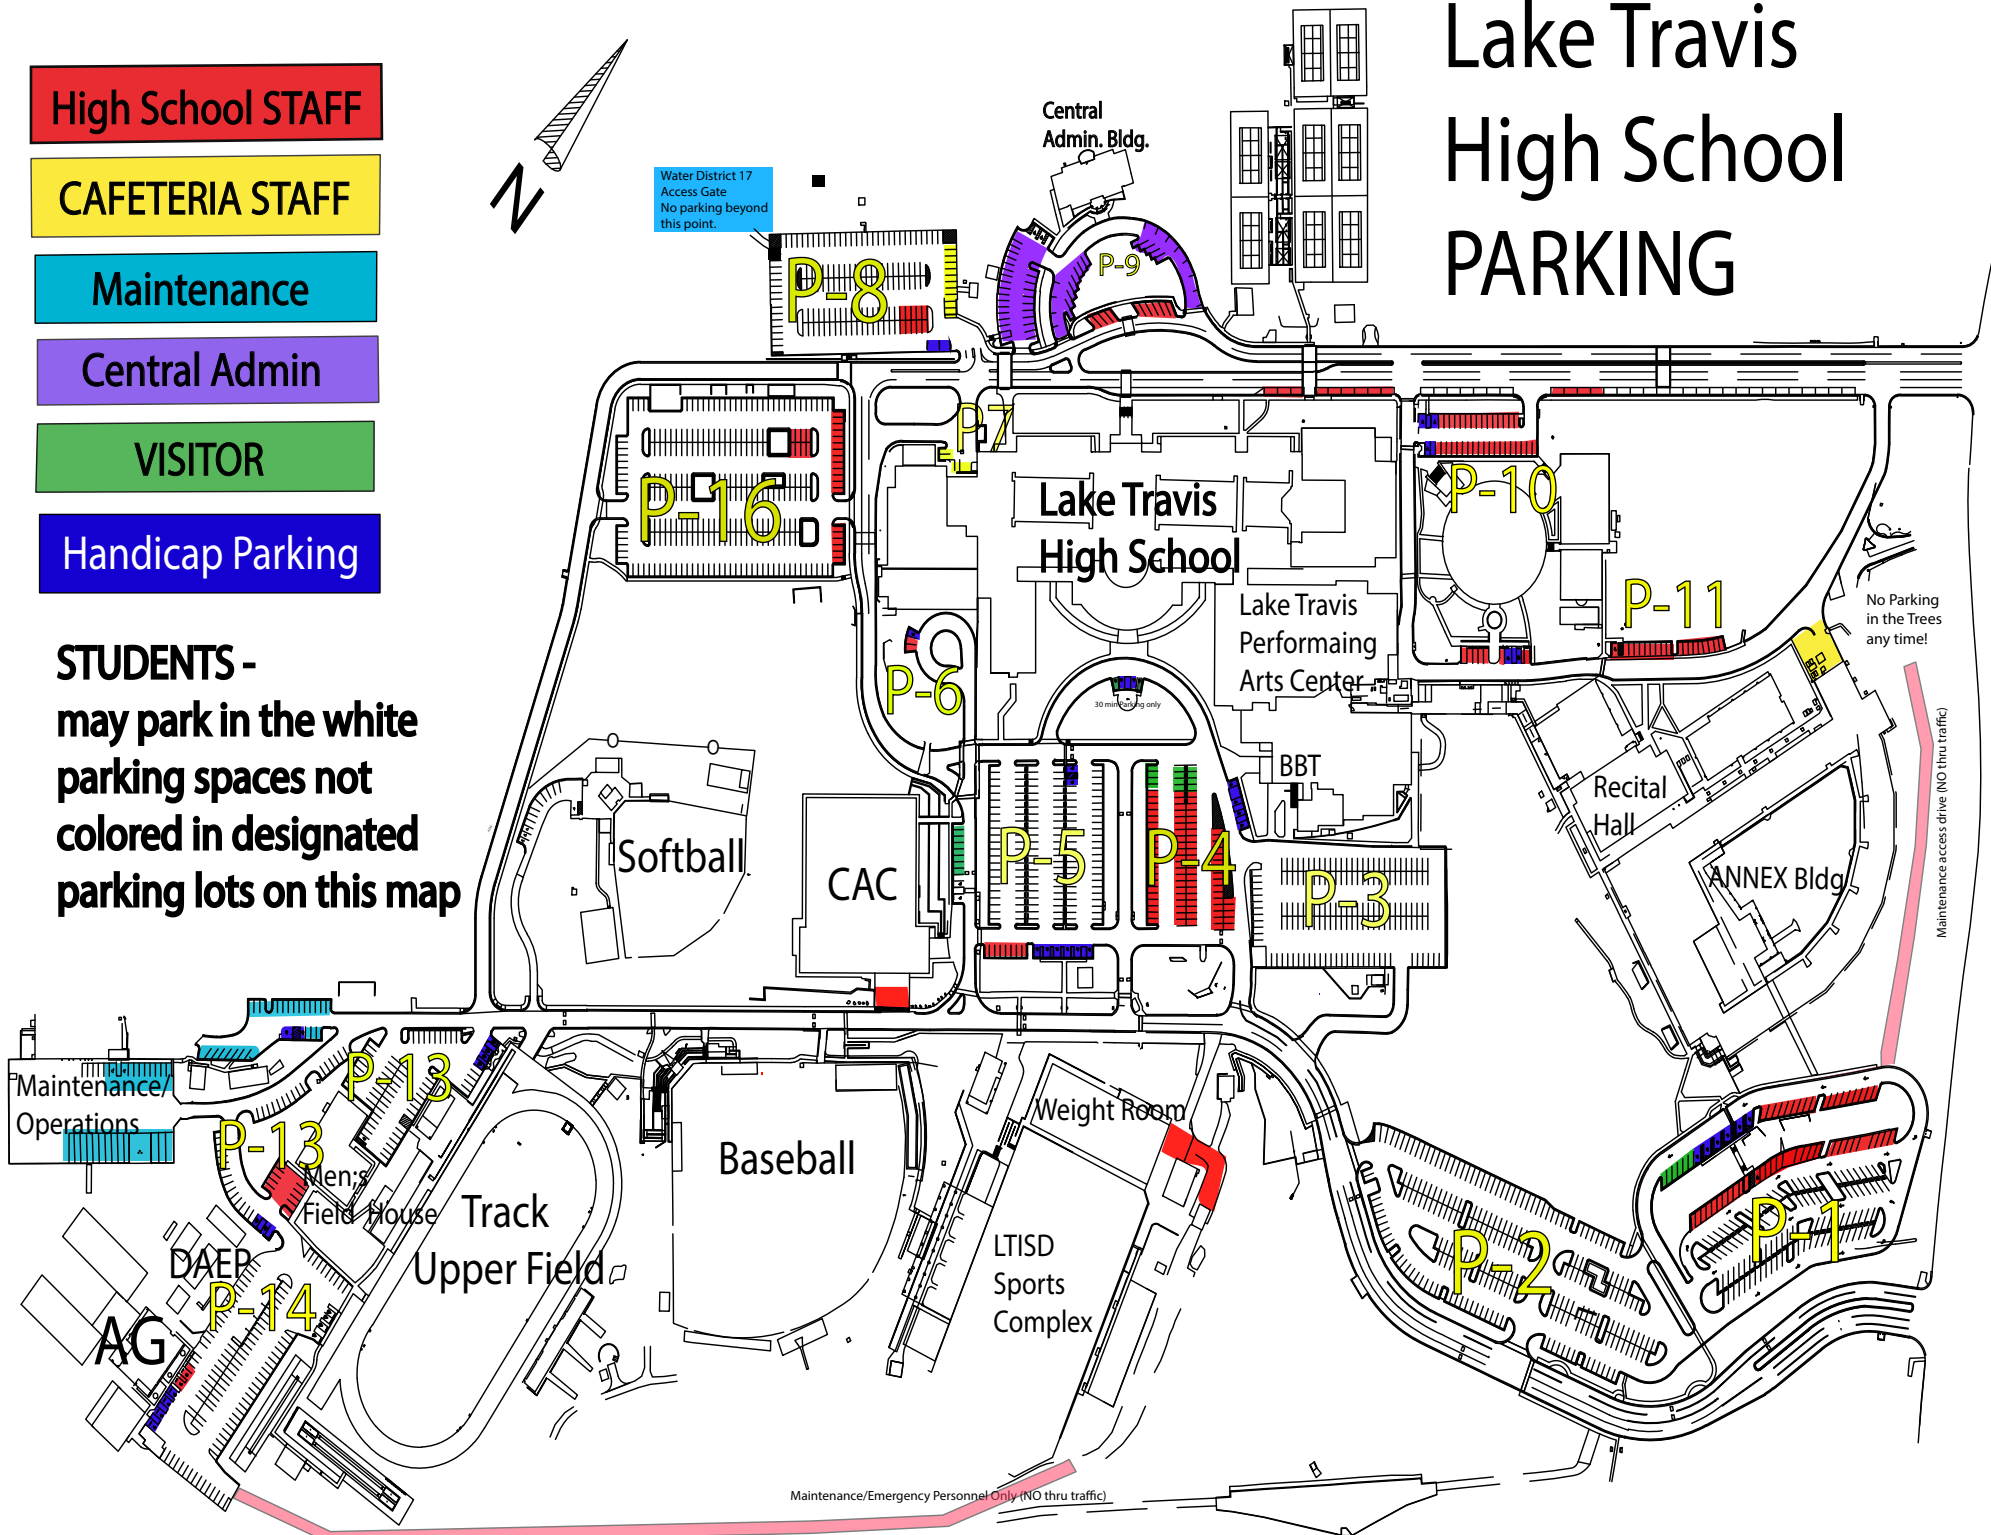 Lake Travis
High School
PARKING
High School STAFF
CAFETERIA STAFF
Maintenance
Central Admin
VISITOR
Handicap Parking
STUDENTS -
may park in the white
parking spaces not
colored in designated
parking lots on this map
N
Water District 17
Access Gate
No parking beyond
this point.
Central
Admin. Bldg.
P-8
P-9
P7
P-16
Lake Travis
High School
P-10
P-11
No Parking
in the Trees
any time!
Lake Travis
Performaing
Arts Center
P-6
30 min Parking only
BBT
Recital
Hall
Maintenance access drive (NO thru traffic)
Softball
CAC
P-5
P-4
P-3
ANNEX Bldg
Maintenance/
Operations
P-13
P-13
Men;s
Field House
Weight Room
Baseball
Track
Upper Field
DAEP
P-14
AG
LTISD
Sports
Complex
P-2
P-1
Maintenance/Emergency Personnel Only (NO thru traffic)